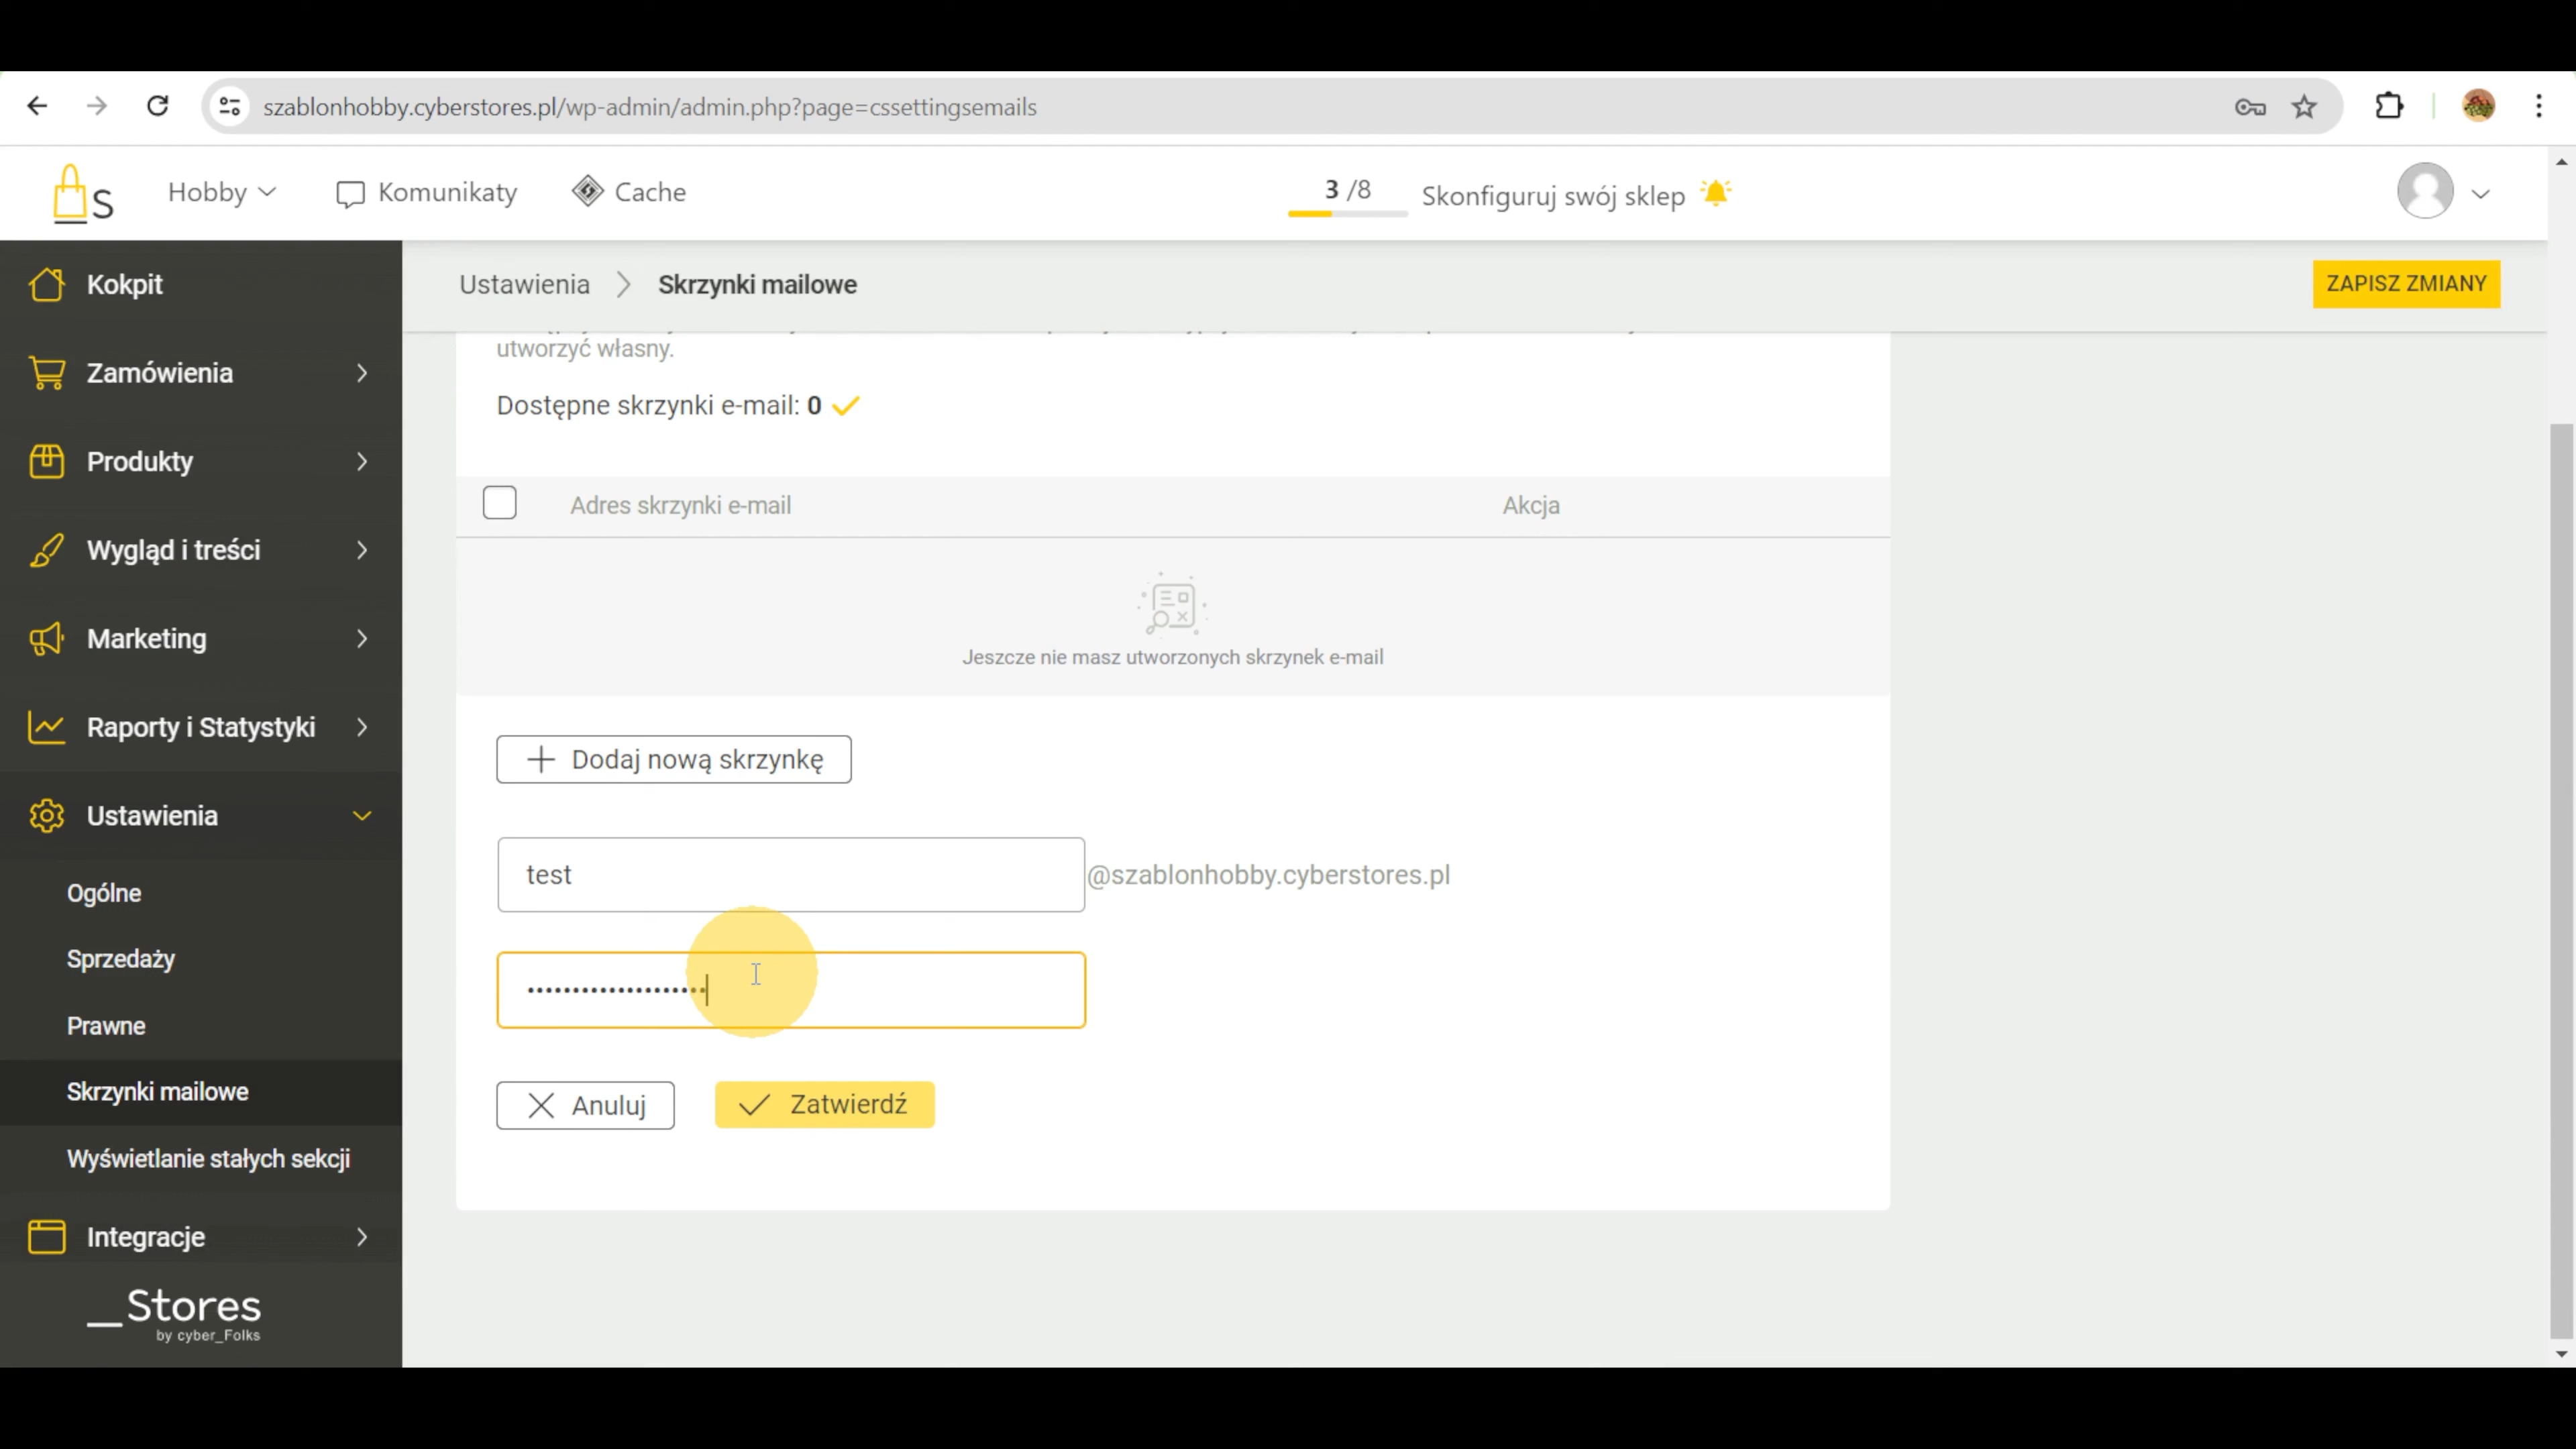 szablonhobby.cyberstores.pl/wp-admin/admin.php?page=cssettingsemails
S
Hobby
Komunikaty
Cache
3 /8
Skonfiguruj swój sklep
Kokpit
Zamówienia
Produkty
Wygląd i treści
Marketing
Raporty i Statystyki
Ustawienia
Ogólne
Sprzedaży
Prawne
Skrzynki mailowe
Wyświetlanie stałych sekcji
Integracje
__Stores
by cyber_Folks
Ustawienia
Skrzynki mailowe
ZAPISZ ZMIANY
utworzyć własny.
Dostępne skrzynki e-mail: 0
Adres skrzynki e-mail
Akcja
Jeszcze nie masz utworzonych skrzynek e-mail
Dodaj nową skrzynkę
test
@szablonhobby.cyberstores.pl
Anuluj
Zatwierdź